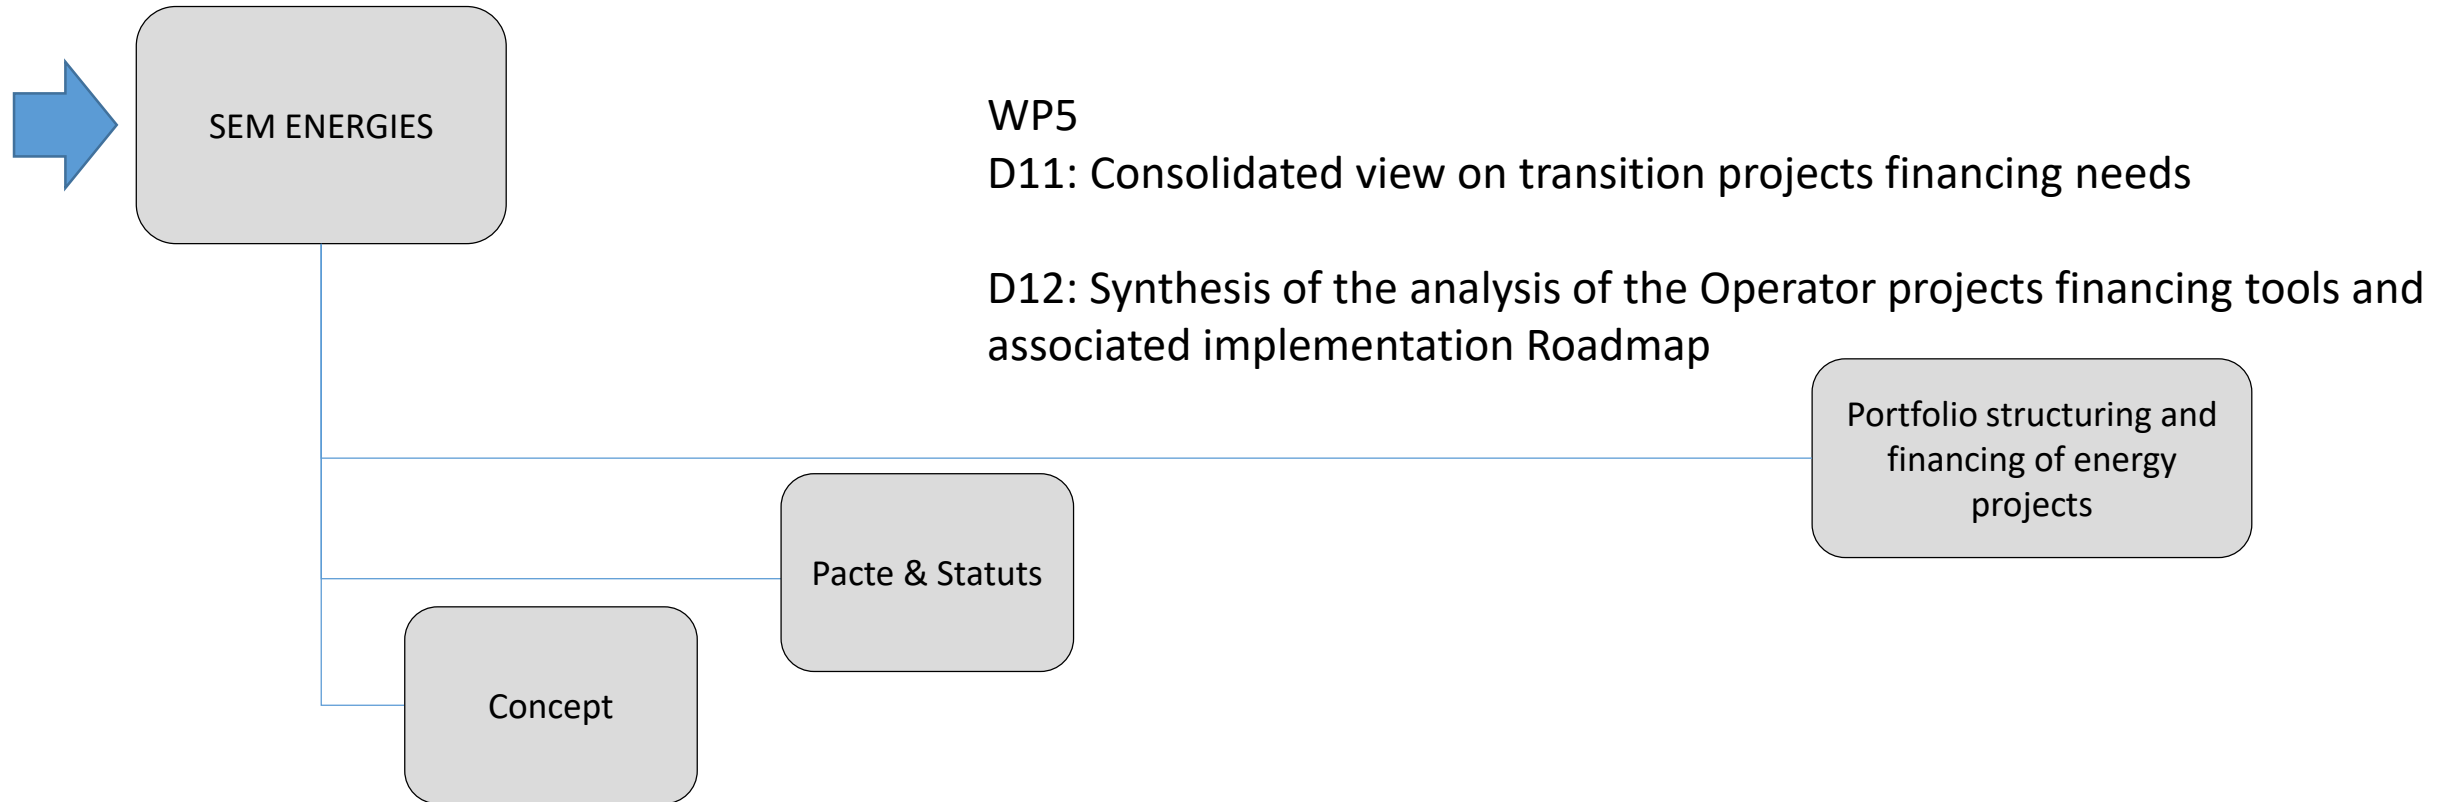 SEM ENERGIES
WP5
D11: Consolidated view on transition projects financing needs
D12: Synthesis of the analysis of the Operator projects financing tools and
associated implementation Roadmap
Portfolio structuring and
financing of energy
projects
Pacte & Statuts
Concept